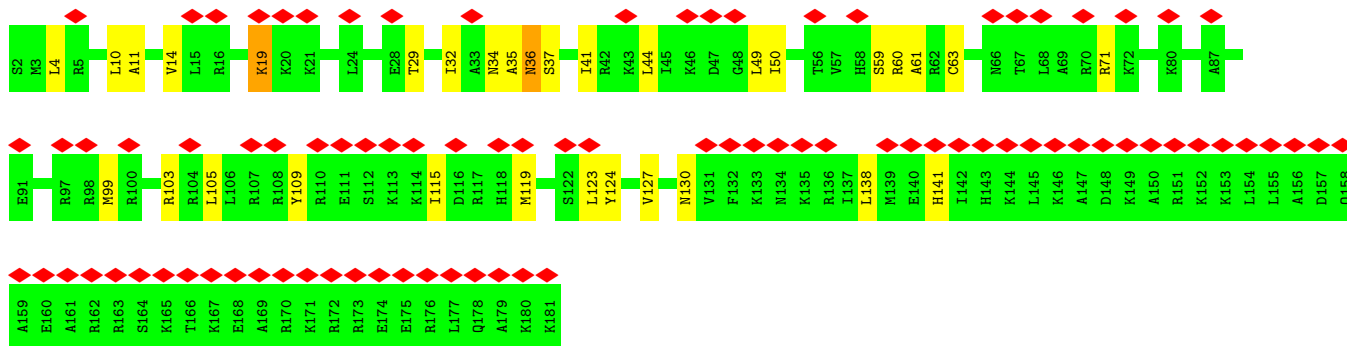 S2 M3 L4 R5 L10 A11 V14 L15 R16 K19 K20 K21 L24 E28 T29 I32 A33 N34 A35 N36 S37 I41 R42 K43 L44 I45 K46 D47 G48 L49 I50 T56 V57 H58 S59 R60 A61 R62 C63 N66 T67 L68 A69 R70 R71 K72 K80 A87
E91 R97 R98 M99 R100 R103 R104 L105 L106 R107 R108 Y109 R110 E111 S112 K113 K114 I115 D116 R117 H118 M119 S122 L123 Y124 V127 N130 V131 F132 K133 N134 K135 R136 I137 L138 M139 E140 H141 I142 H143 K144 L145 K146 A147 D148 K149 A150 R151 K152 K153 L154 L155 A156 D157 Q158
A159 E160 A161 R162 R163 S164 K165 T166 K167 E168 A169 R170 K171 R172 R173 E174 E175 R176 L177 Q178 A179 K180 K181